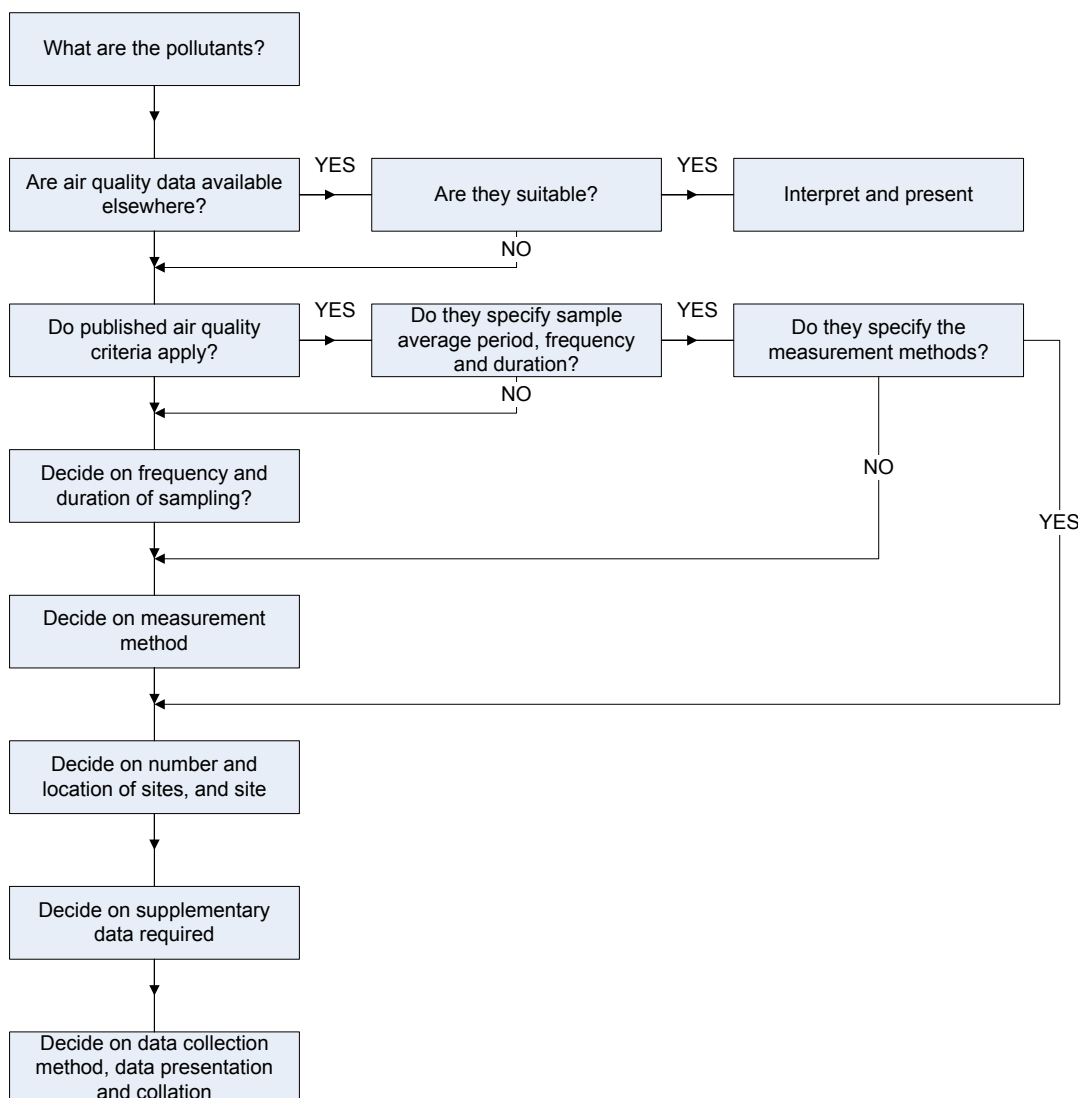 What are the pollutants?
YES
YES
Are air quality data available
elsewhere?
Are they suitable?
Interpret and present
NO
YES
YES
Do published air quality
criteria apply?
Do they specify sample
average period, frequency
and duration?
Do they specify the
measurement methods?
NO
Decide on frequency and
duration of sampling?
NO
YES
Decide on measurement
method
Decide on number and
location of sites, and site
Decide on supplementary
data required
Decide on data collection
method, data presentation
and collation